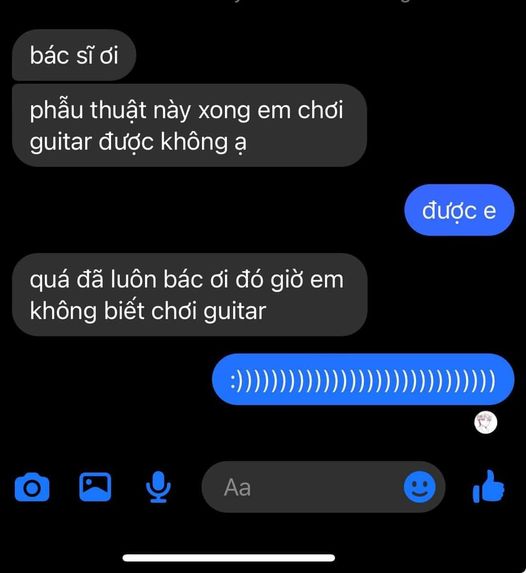 bác sĩ ơi
phẫu thuật này xong em chơi
guitar được không ạ
được e
quá đã luôn bác ơi đó giờ em
không biết chơi guitar
:))))))))))))))))))))))))))))))
Aa